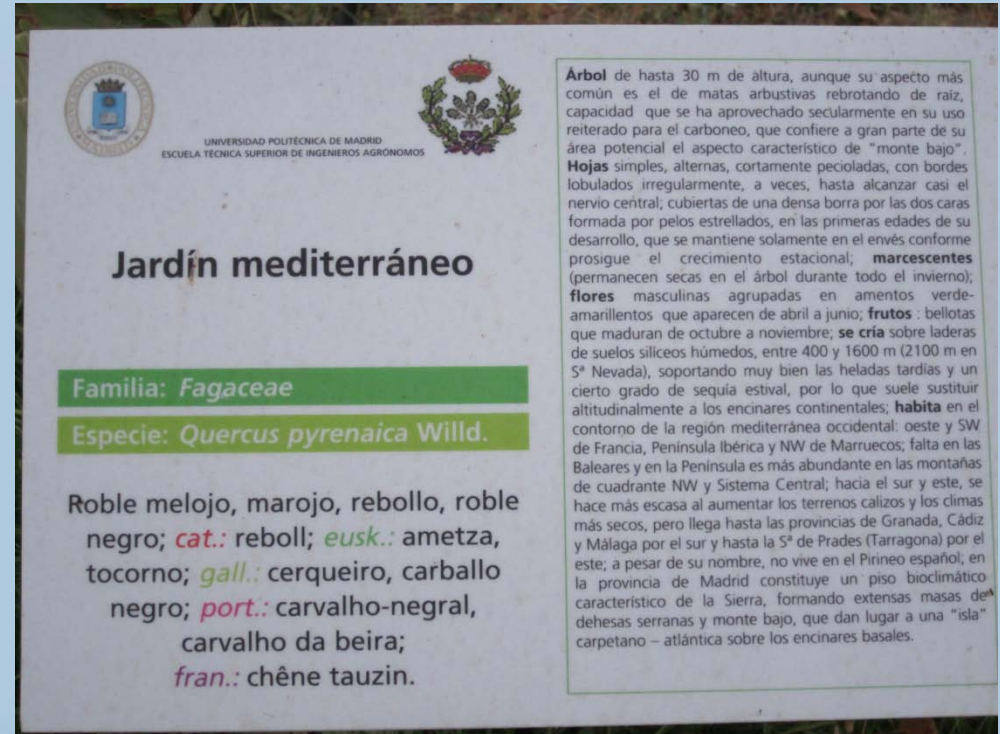 UNIVERSIDAD POLITÉCNICA DE MADRID
ESCUELA TÉCNICA SUPERIOR DE INGENIEROS AGRÓNOMOS
Jardín mediterráneo
Familia: Fagaceae
Especie: Quercus pyrenaica Willd.
Roble melojo, marojo, rebollo, roble
negro; cat.: reboll; eusk.: ametza,
tocorno; gall.: cerqueiro, carballo
negro; port.: carvalho-negral,
carvalho da beira;
fran.: chêne tauzin.
Árbol de hasta 30 m de altura, aunque su aspecto más
común es el de matas arbustivas rebrotando de raíz,
capacidad que se ha aprovechado secularmente en su uso
reiterado para el carboneo, que confiere a gran parte de su
área potencial el aspecto característico de "monte bajo".
Hojas simples, alternas, cortamente pecioladas, con bordes
lobulados irregularmente, a veces, hasta alcanzar casi el
nervio central; cubiertas de una densa borra por las dos caras
formada por pelos estrellados, en las primeras edades de su
desarrollo, que se mantiene solamente en el envés conforme
prosigue el crecimiento estacional; marcescentes
(permanecen secas en el árbol durante todo el invierno);
flores masculinas agrupadas en amentos verde-
amarillentos que aparecen de abril a junio; frutos : bellotas
que maduran de octubre a noviembre; se cría sobre laderas
de suelos silíceos húmedos, entre 400 y 1600 m (2100 m en
Sª Nevada), soportando muy bien las heladas tardías y un
cierto grado de sequía estival, por lo que suele sustituir
altitudinalmente a los encinares continentales; habita en el
contorno de la región mediterránea occidental: oeste y SW
de Francia, Península Ibérica y NW de Marruecos; falta en las
Baleares y en la Península es más abundante en las montañas
de cuadrante NW y Sistema Central; hacia el sur y este, se
hace más escasa al aumentar los terrenos calizos y los climas
más secos, pero llega hasta las provincias de Granada, Cádiz
y Málaga por el sur y hasta la Sª de Prades (Tarragona) por el
este; a pesar de su nombre, no vive en el Pirineo español; en
la provincia de Madrid constituye un piso bioclimático
característico de la Sierra, formando extensas masas de
dehesas serranas y monte bajo, que dan lugar a una "isla"
carpetano – atlántica sobre los encinares basales.